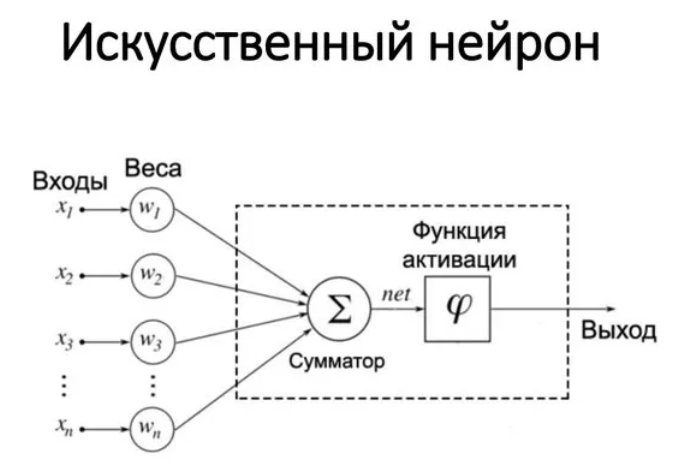 Искусственный нейрон
Входы Веса
x1 w1
Функция
активации
x2 w2
Σ net φ
x3 w3
Выход
Сумматор
⋮ ⋮
xn wn